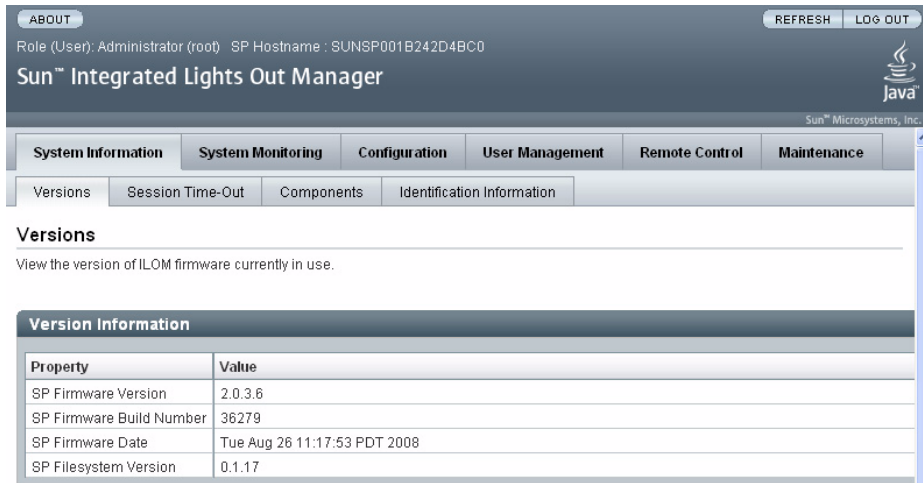 ABOUT REFRESH LOG OUT
Role (User): Administrator (root) SP Hostname : SUNSP001B242D4BC0
Sun™ Integrated Lights Out Manager
Java™
Sun™ Microsystems, Inc.
System Information System Monitoring Configuration User Management Remote Control Maintenance
Versions Session Time-Out Components Identification Information
Versions
View the version of ILOM firmware currently in use.
Version Information
Property Value
SP Firmware Version 2.0.3.6
SP Firmware Build Number 36279
SP Firmware Date Tue Aug 26 11:17:53 PDT 2008
SP Filesystem Version 0.1.17